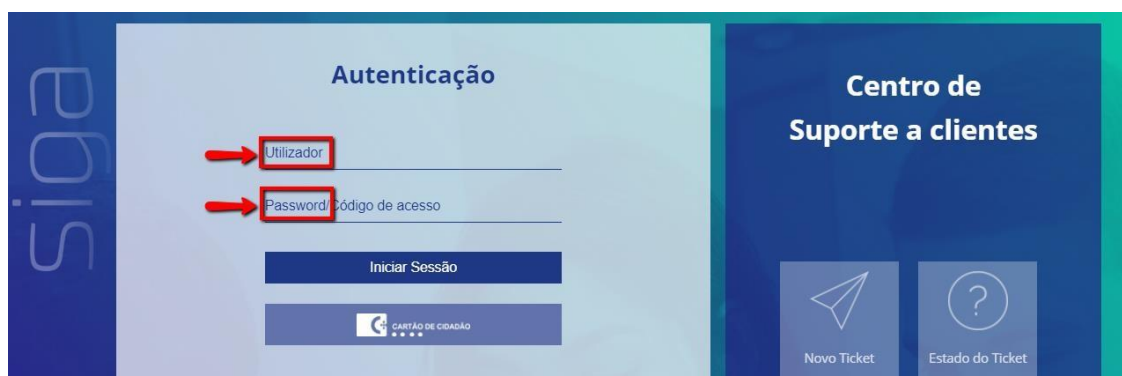 siga
Autenticação
Utilizador
Password/Código de acesso
Iniciar Sessão
CARTÃO DE CIDADÃO
Centro de
Suporte a clientes
Novo Ticket
Estado do Ticket